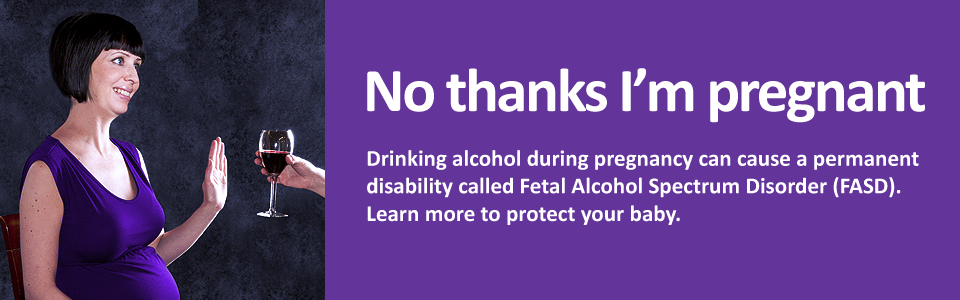 No thanks I’m pregnant
Drinking alcohol during pregnancy can cause a permanent
disability called Fetal Alcohol Spectrum Disorder (FASD).
Learn more to protect your baby.